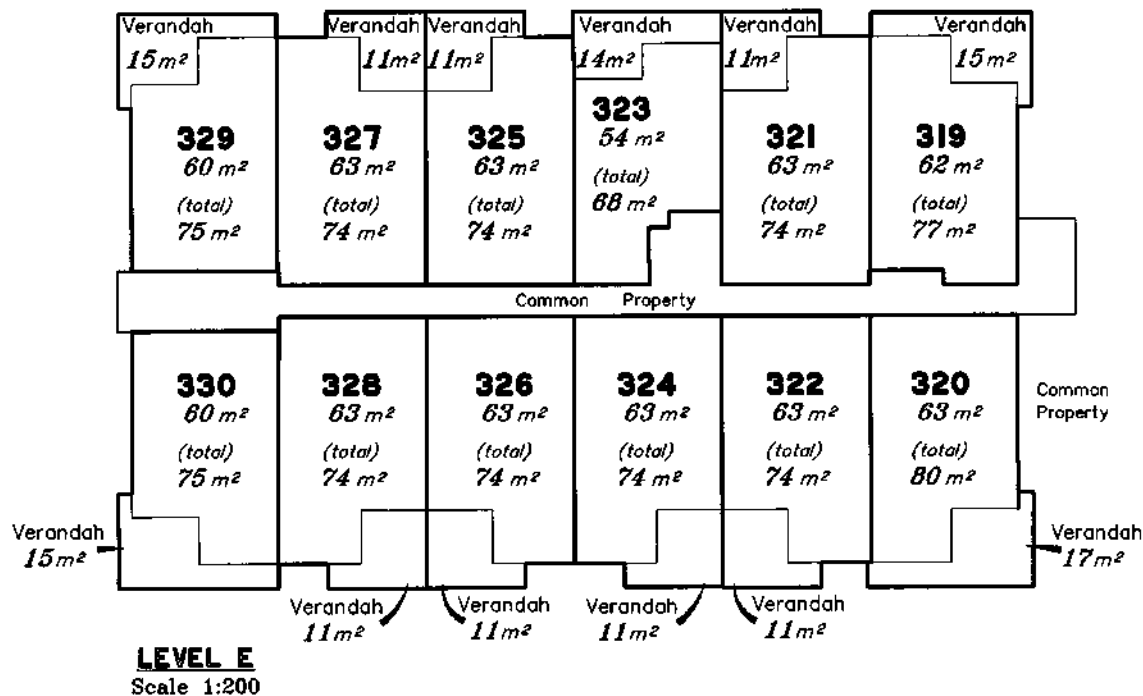 Verandah
15m²
Verandah
11m²
Verandah
11m²
Verandah
14m²
Verandah
11m²
Verandah
15m²
329
60 m²
(total)
75 m²
327
63 m²
(total)
74 m²
325
63 m²
(total)
74 m²
323
54 m²
(total)
68 m²
321
63 m²
(total)
74 m²
319
62 m²
(total)
77 m²
Common Property
330
60 m²
(total)
75 m²
328
63 m²
(total)
74 m²
326
63 m²
(total)
74 m²
324
63 m²
(total)
74 m²
322
63 m²
(total)
74 m²
320
63 m²
(total)
80 m²
Common
Property
Verandah
15m²
Verandah
11m²
Verandah
11m²
Verandah
11m²
Verandah
11m²
Verandah
17m²
LEVEL E
Scale 1:200